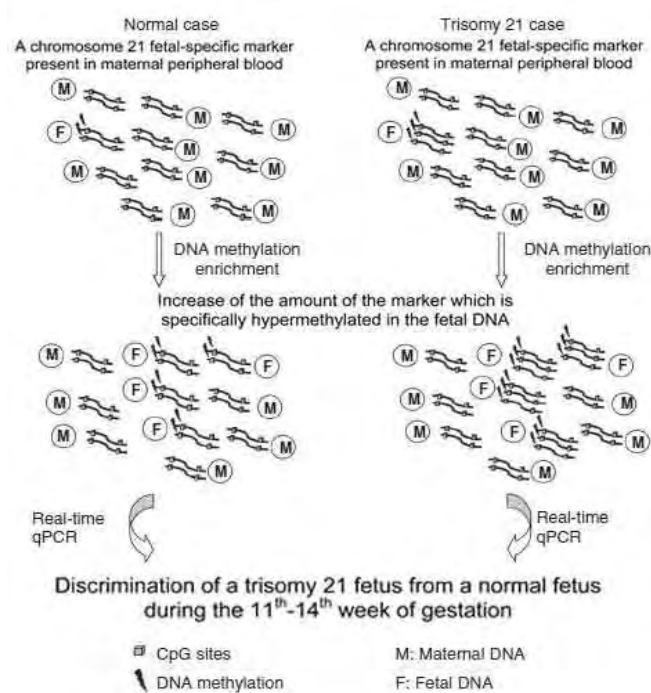 Normal case
A chromosome 21 fetal-specific marker
present in maternal peripheral blood
Trisomy 21 case
A chromosome 21 fetal-specific marker
present in maternal peripheral blood
M
M
M
F
M
M
M
M
M
M
M
M
M
F
M
M
M
M
M
M
DNA methylation
enrichment
DNA methylation
enrichment
Increase of the amount of the marker which is
specifically hypermethylated in the fetal DNA
M
F
F
F
M
M
M
F
M
M
M
F
F
F
M
M
M
F
M
M
Real-time
qPCR
Real-time
qPCR
Discrimination of a trisomy 21 fetus from a normal fetus
during the 11th-14th week of gestation
CpG sites
DNA methylation
M: Maternal DNA
F: Fetal DNA